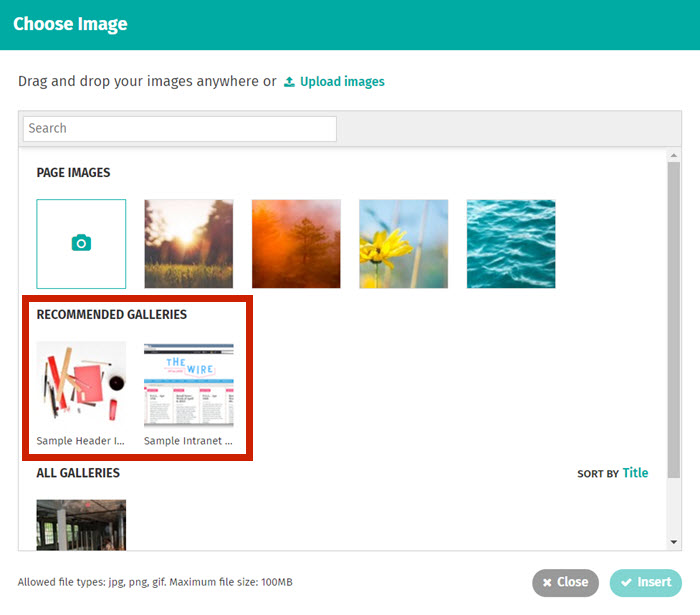 Choose Image
Drag and drop your images anywhere or Upload images
Search
PAGE IMAGES
RECOMMENDED GALLERIES
THE
WIRE
Sample Header I...
Sample Intranet ...
ALL GALLERIES
SORT BY Title
Allowed file types: jpg, png, gif. Maximum file size: 100MB
Close
Insert